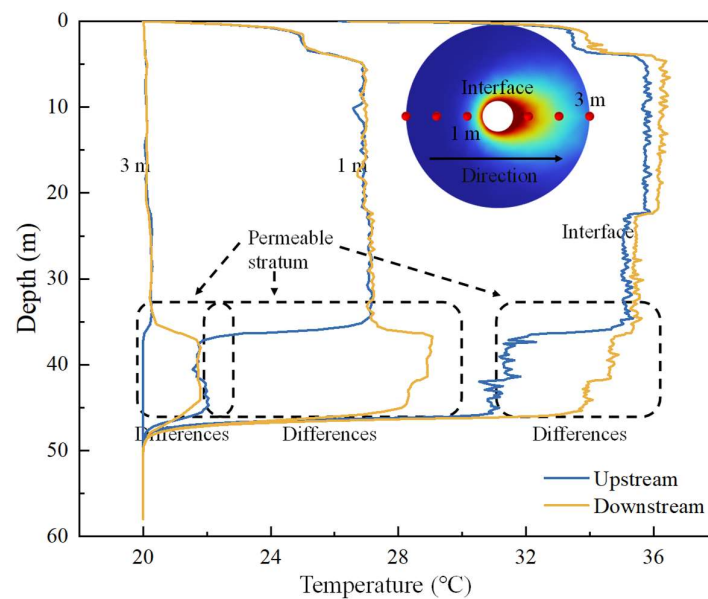 0
10
20
30
40
50
60
Depth (m)
Interface
3 m
1 m
Direction
3 m
1 m
Interface
Permeable
stratum
Differences
Differences
Differences
Upstream
Downstream
20
24
28
32
36
Temperature (℃)